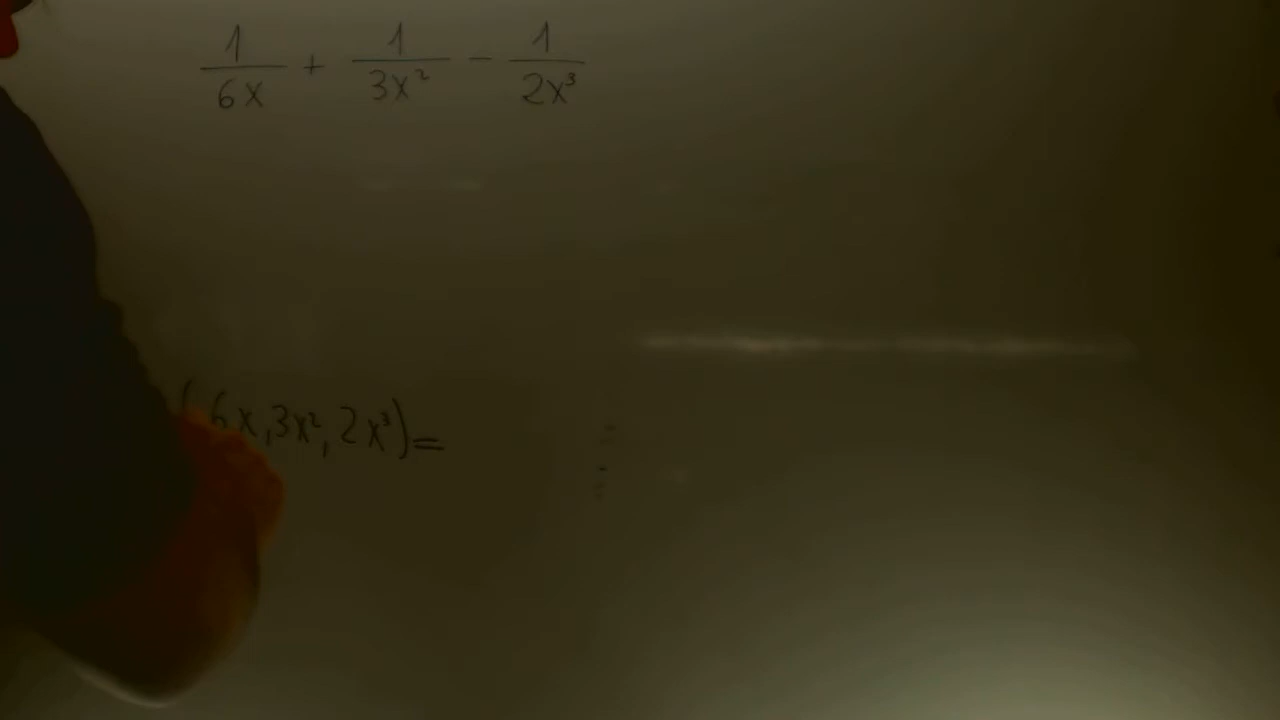 1/6x + 1/3x² - 1/2x³
(6x, 3x², 2x³) =